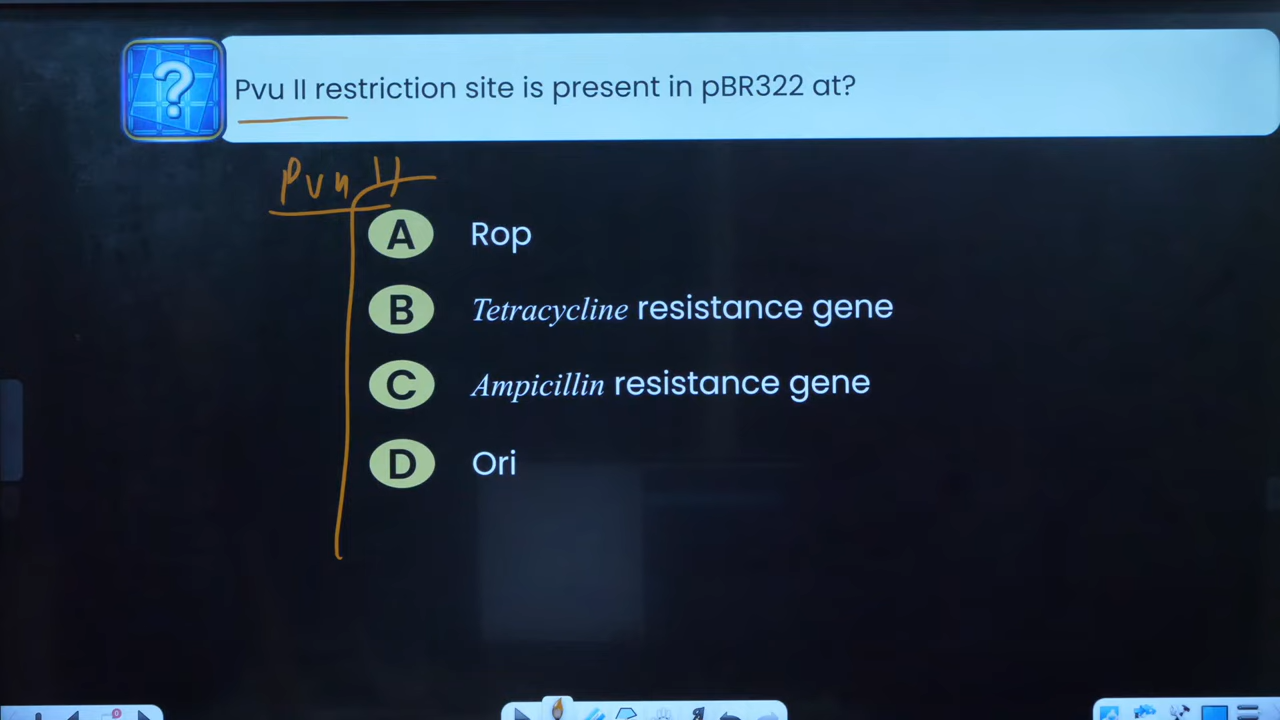 Pvu II restriction site is present in pBR322 at?
Pvu II
A Rop
B Tetracycline resistance gene
C Ampicillin resistance gene
D Ori